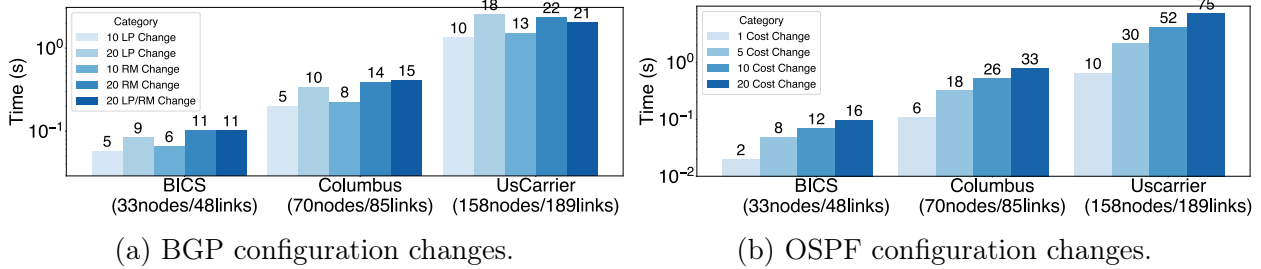 Time (s)
10^0
10^-1
Category
10 LP Change
20 LP Change
10 RM Change
20 RM Change
20 LP/RM Change
5
9
6
11
11
5
10
8
14
15
10
18
13
22
21
BICS
(33nodes/48links)
Columbus
(70nodes/85links)
UsCarrier
(158nodes/189links)
(a) BGP configuration changes.
Time (s)
10^0
10^-1
10^-2
Category
1 Cost Change
5 Cost Change
10 Cost Change
20 Cost Change
2
8
12
16
6
18
26
33
10
30
52
75
BICS
(33nodes/48links)
Columbus
(70nodes/85links)
Uscarrier
(158nodes/189links)
(b) OSPF configuration changes.